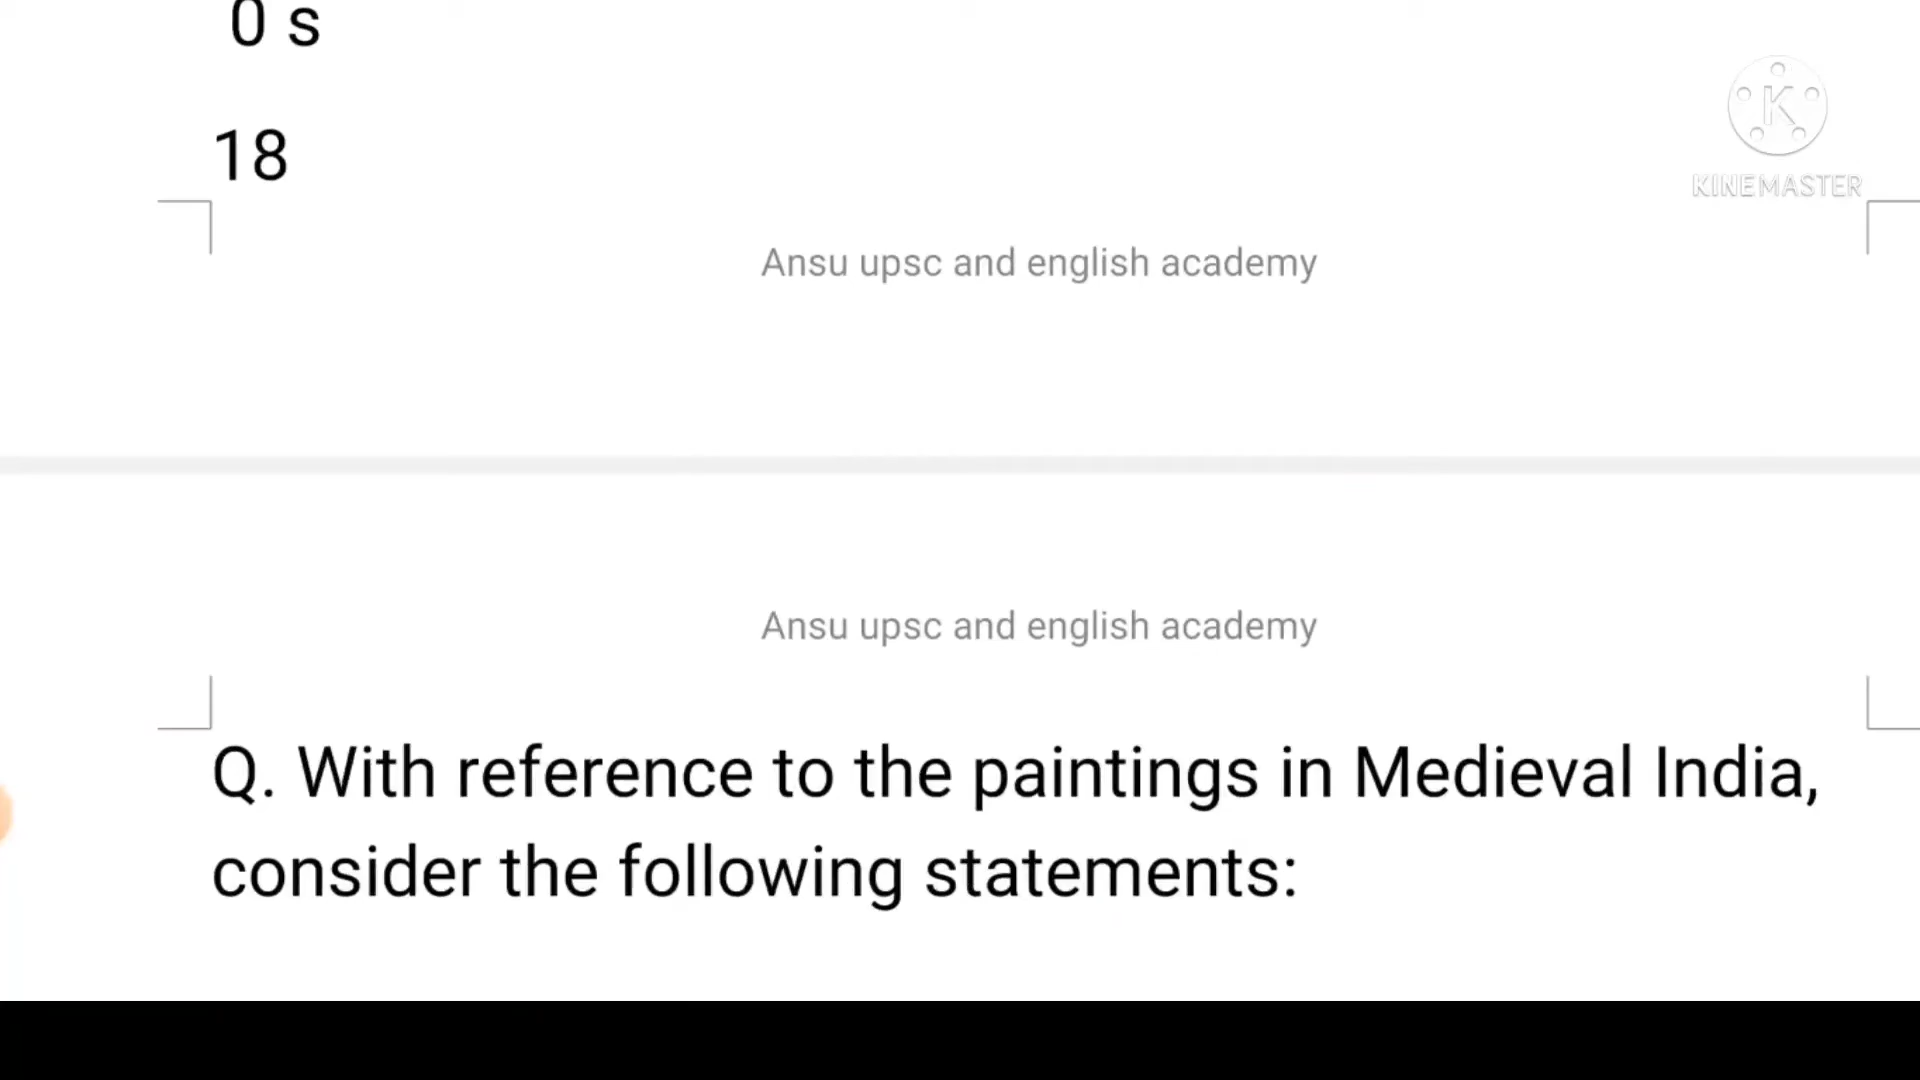 0 s
18
KINEMASTER
Ansu upsc and english academy
Ansu upsc and english academy
Q. With reference to the paintings in Medieval India,
consider the following statements: